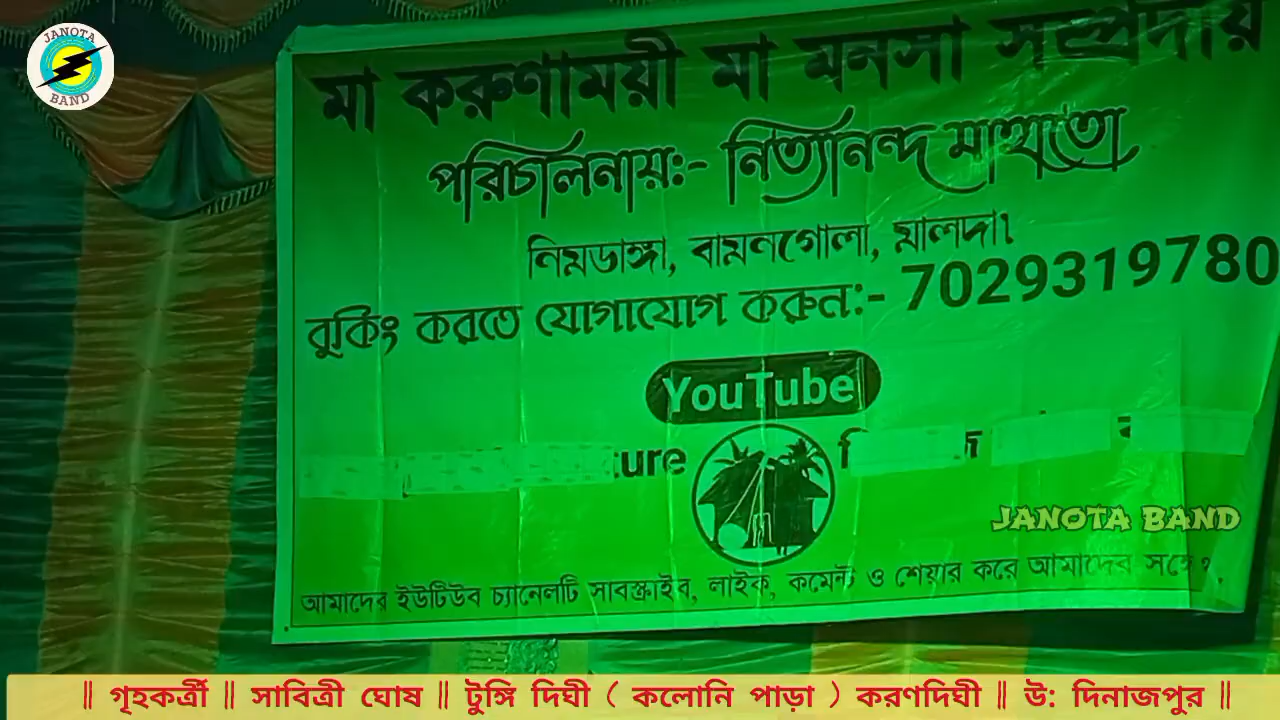 JANOTA
BAND
মা করুণাময়ী মা মনসা সম্প্রদায়
পরিচালনায়ঃ- নিত্যানন্দ মাহাতো
নিমডাঙ্গা, বামনগোলা, মালদা।
বুকিং করতে যোগাযোগ করুন:- 7029319780
YouTube
ture
JANOTA BAND
আমাদের ইউটিউব চ্যানেলটি সাবস্ক্রাইব, লাইক, কমেন্ট ও শেয়ার করে আমাদের সঙ্গে
॥ গৃহকর্ত্রী ॥ সাবিত্রী ঘোষ ॥ টুঙ্গি দিঘী ( কলোনি পাড়া ) করণদিঘী ॥ উ: দিনাজপুর ॥